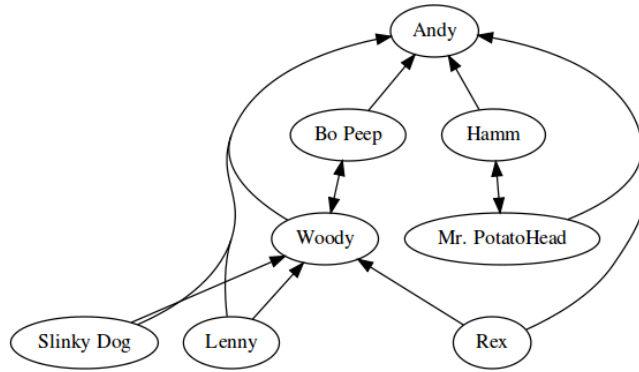 Andy
Bo Peep
Hamm
Woody
Mr. PotatoHead
Slinky Dog
Lenny
Rex